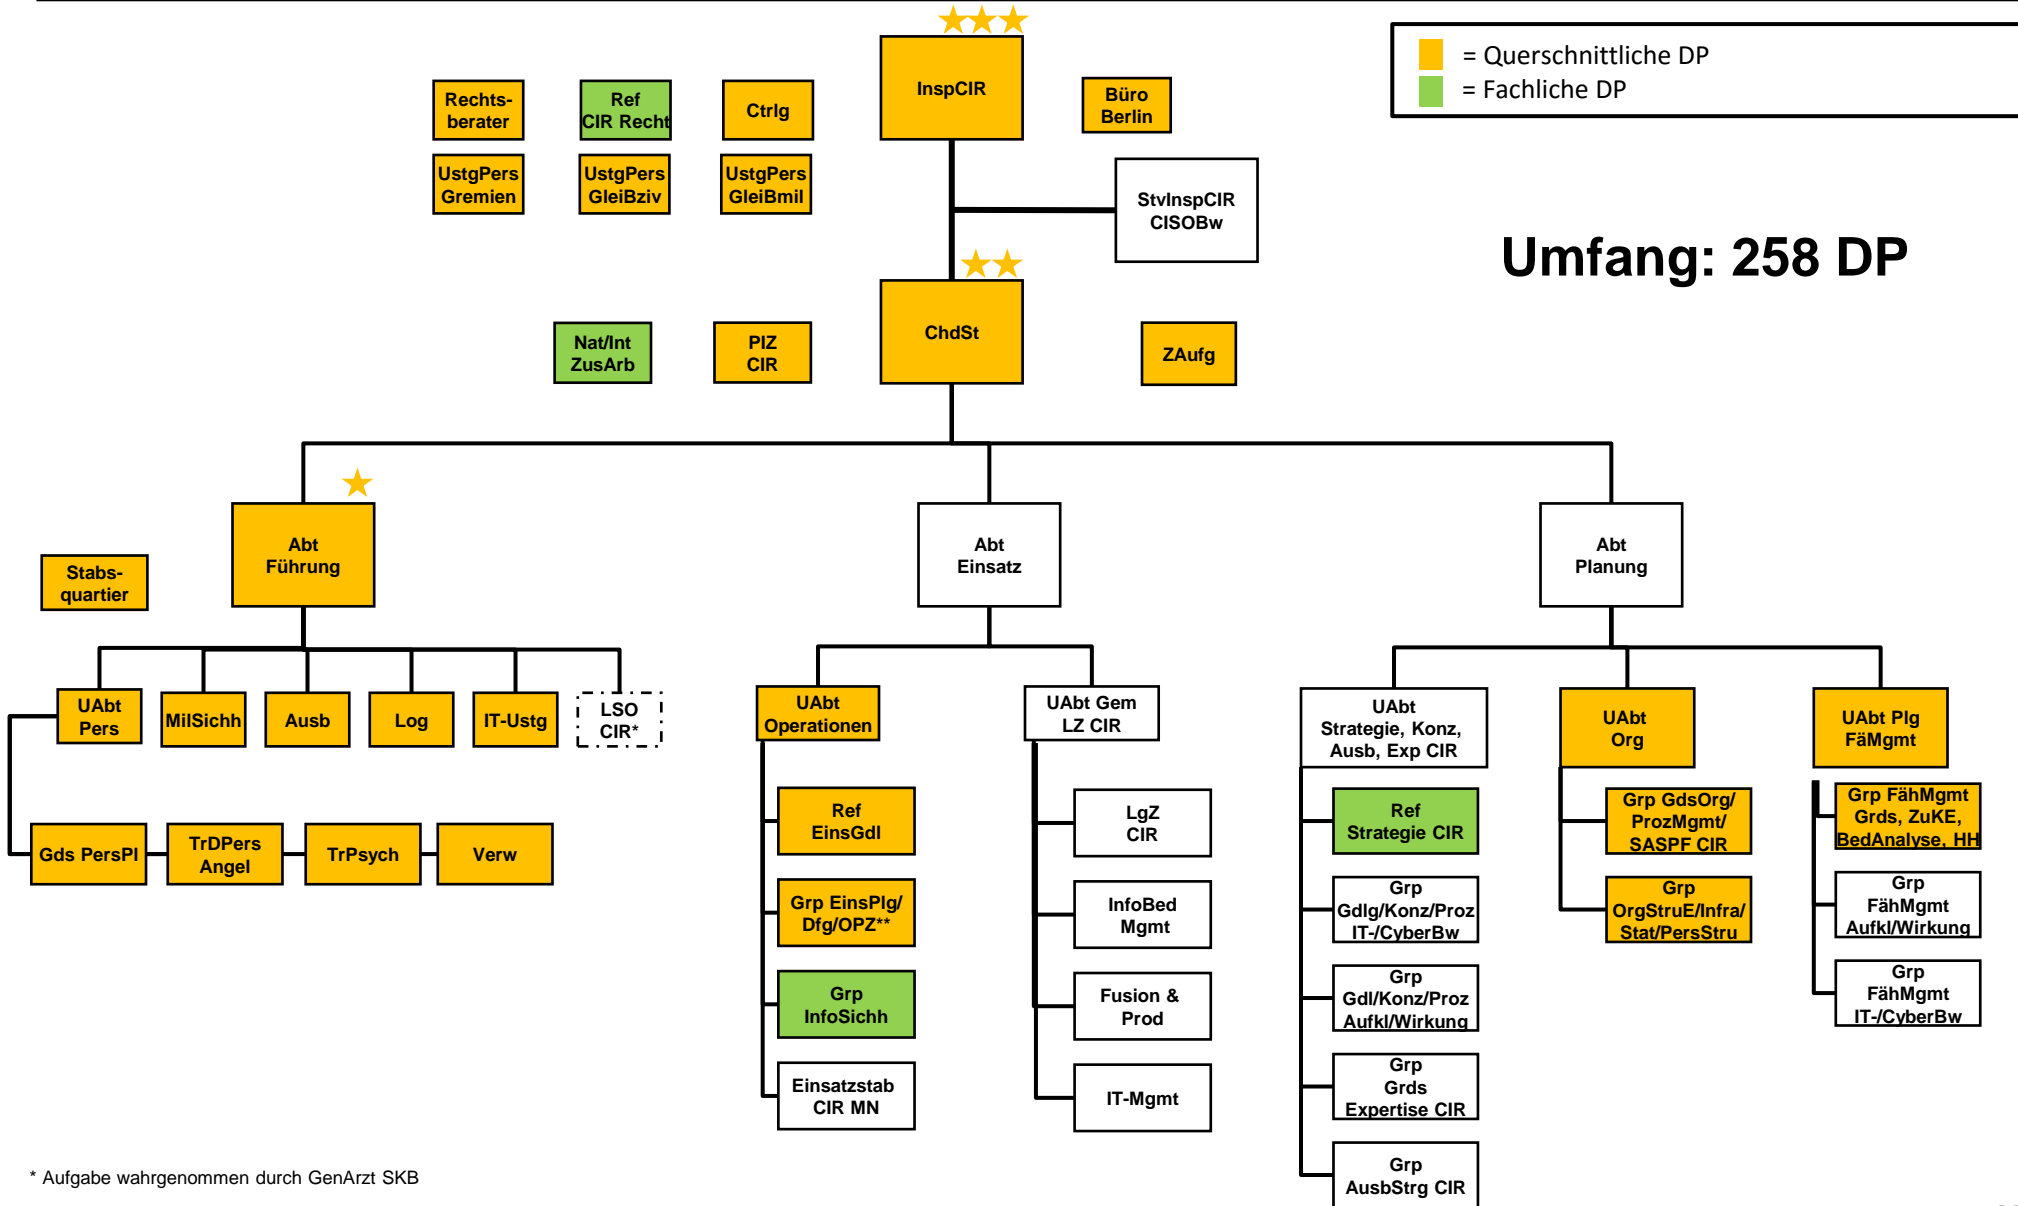 = Querschnittliche DP
= Fachliche DP
InspCIR
Rechts-
berater
Ref
CIR Recht
Ctrlg
Büro
Berlin
UstgPers
Gremien
UstgPers
GleiBziv
UstgPers
GleiBmil
StvInspCIR
CISOBw
Umfang: 258 DP
ChdSt
Nat/Int
ZusArb
PIZ
CIR
ZAufg
Abt
Führung
Abt
Einsatz
Abt
Planung
Stabs-
quartier
UAbt
Pers
MilSichh
Ausb
Log
IT-Ustg
LSO
CIR*
UAbt
Operationen
UAbt Gem
LZ CIR
UAbt
Strategie, Konz,
Ausb, Exp CIR
UAbt
Org
UAbt Plg
FäMgmt
Gds PersPl
TrDPers
Angel
TrPsych
Verw
Ref
EinsGdl
Grp EinsPlg/
Dfg/OPZ**
Grp
InfoSichh
Einsatzstab
CIR MN
LgZ
CIR
InfoBed
Mgmt
Fusion &
Prod
IT-Mgmt
Ref
Strategie CIR
Grp
Gdlg/Konz/Proz
IT-/CyberBw
Grp
Gdl/Konz/Proz
Aufkl/Wirkung
Grp
Grds
Expertise CIR
Grp
AusbStrg CIR
Grp GdsOrg/
ProzMgmt/
SASPF CIR
Grp
OrgStruE/Infra/
Stat/PersStru
Grp FähMgmt
Grds, ZuKE,
BedAnalyse, HH
Grp
FähMgmt
Aufkl/Wirkung
Grp
FähMgmt
IT-/CyberBw
* Aufgabe wahrgenommen durch GenArzt SKB